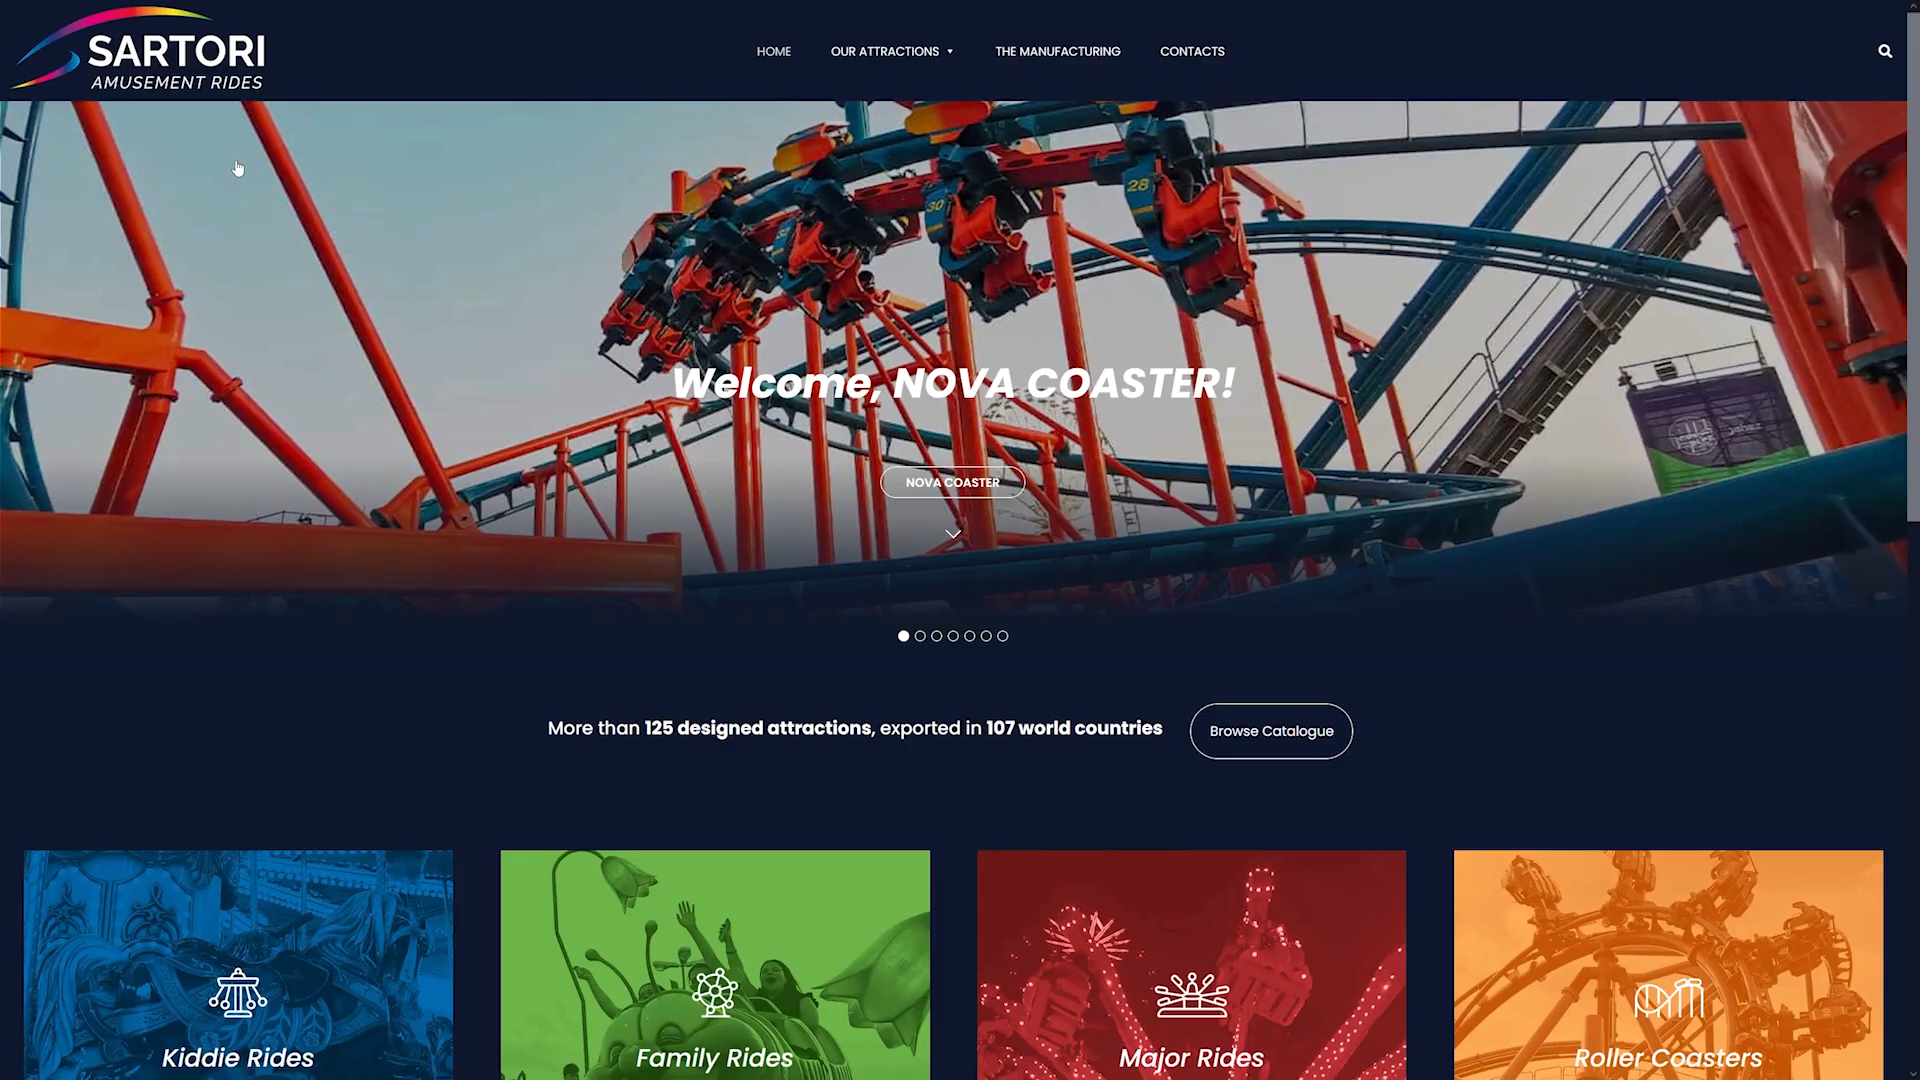 SARTORI
AMUSEMENT RIDES
HOME
OUR ATTRACTIONS
THE MANUFACTURING
CONTACTS
28
30
Welcome, NOVA COASTER!
NOVA COASTER
More than 125 designed attractions, exported in 107 world countries
Browse Catalogue
Kiddie Rides
Family Rides
Major Rides
Roller Coasters